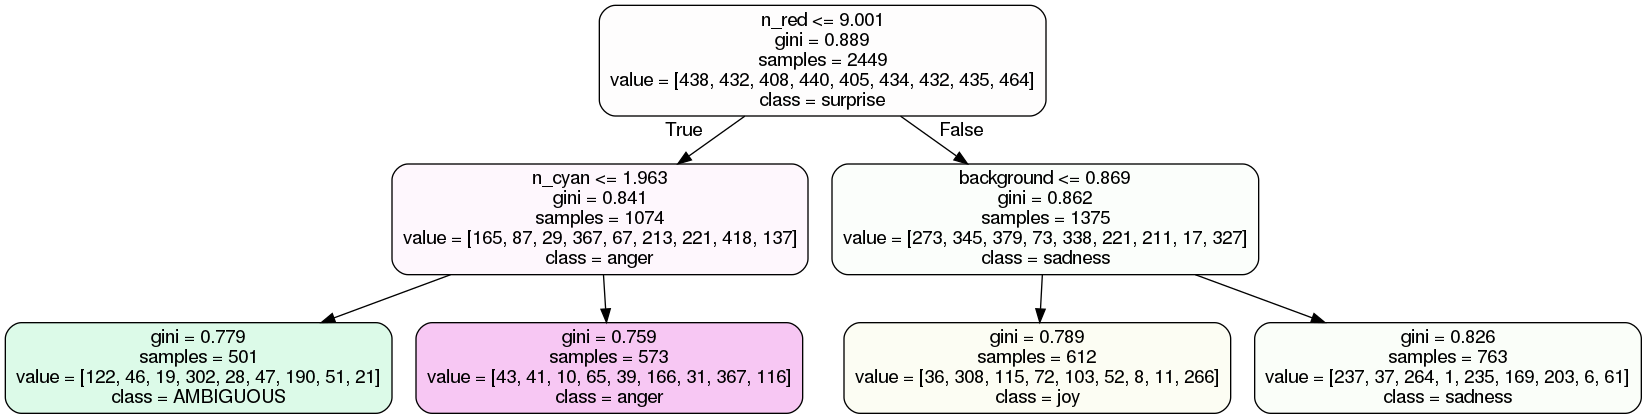 n_red <= 9.001
gini = 0.889
samples = 2449
value = [438, 432, 408, 440, 405, 434, 432, 435, 464]
class = surprise
True
False
n_cyan <= 1.963
gini = 0.841
samples = 1074
value = [165, 87, 29, 367, 67, 213, 221, 418, 137]
class = anger
background <= 0.869
gini = 0.862
samples = 1375
value = [273, 345, 379, 73, 338, 221, 211, 17, 327]
class = sadness
gini = 0.779
samples = 501
value = [122, 46, 19, 302, 28, 47, 190, 51, 21]
class = AMBIGUOUS
gini = 0.759
samples = 573
value = [43, 41, 10, 65, 39, 166, 31, 367, 116]
class = anger
gini = 0.789
samples = 612
value = [36, 308, 115, 72, 103, 52, 8, 11, 266]
class = joy
gini = 0.826
samples = 763
value = [237, 37, 264, 1, 235, 169, 203, 6, 61]
class = sadness